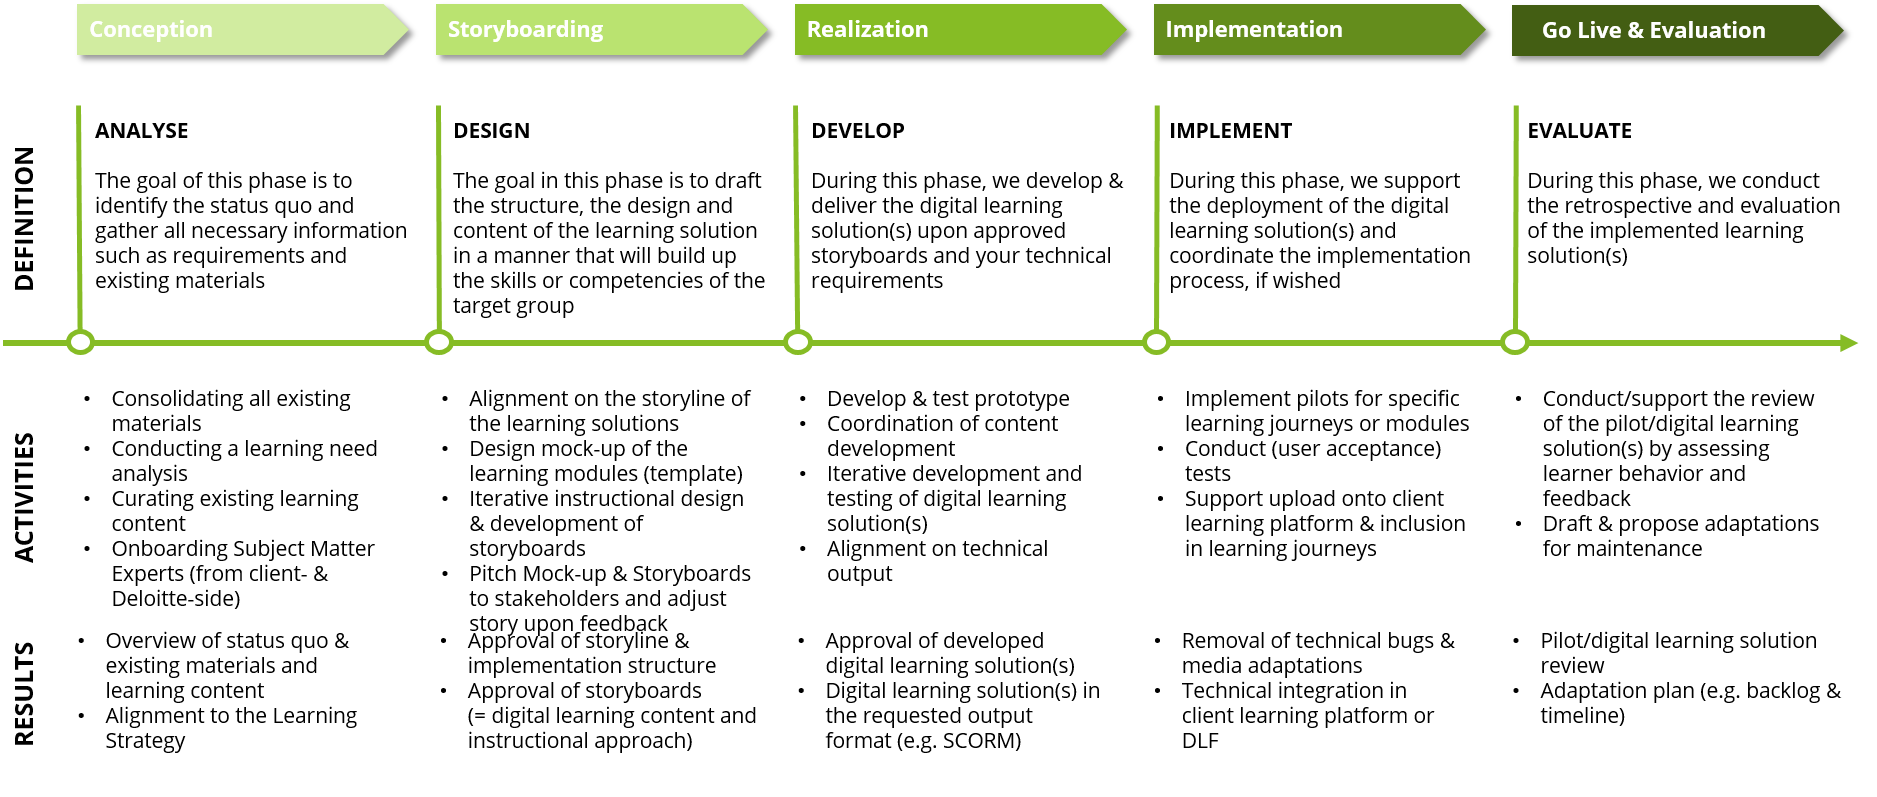 Conception
Storyboarding
Realization
Implementation
Go Live & Evaluation
DEFINITION
ANALYSE
The goal of this phase is to
identify the status quo and
gather all necessary information
such as requirements and
existing materials
DESIGN
The goal in this phase is to draft
the structure, the design and
content of the learning solution
in a manner that will build up
the skills or competencies of the
target group
DEVELOP
During this phase, we develop &
deliver the digital learning
solution(s) upon approved
storyboards and your technical
requirements
IMPLEMENT
During this phase, we support
the deployment of the digital
learning solution(s) and
coordinate the implementation
process, if wished
EVALUATE
During this phase, we conduct
the retrospective and evaluation
of the implemented learning
solution(s)
ACTIVITIES
• Consolidating all existing
materials
• Conducting a learning need
analysis
• Curating existing learning
content
• Onboarding Subject Matter
Experts (from client- &
Deloitte-side)
• Alignment on the storyline of
the learning solutions
• Design mock-up of the
learning modules (template)
• Iterative instructional design
& development of
storyboards
• Pitch Mock-up & Storyboards
to stakeholders and adjust
story upon feedback
• Develop & test prototype
• Coordination of content
development
• Iterative development and
testing of digital learning
solution(s)
• Alignment on technical
output
• Implement pilots for specific
learning journeys or modules
• Conduct (user acceptance)
tests
• Support upload onto client
learning platform & inclusion
in learning journeys
• Conduct/support the review
of the pilot/digital learning
solution(s) by assessing
learner behavior and
feedback
• Draft & propose adaptations
for maintenance
RESULTS
• Overview of status quo &
existing materials and
learning content
• Alignment to the Learning
Strategy
• Approval of storyline &
implementation structure
• Approval of storyboards
(= digital learning content and
instructional approach)
• Approval of developed
digital learning solution(s)
• Digital learning solution(s) in
the requested output
format (e.g. SCORM)
• Removal of technical bugs &
media adaptations
• Technical integration in
client learning platform or
DLF
• Pilot/digital learning solution
review
• Adaptation plan (e.g. backlog &
timeline)